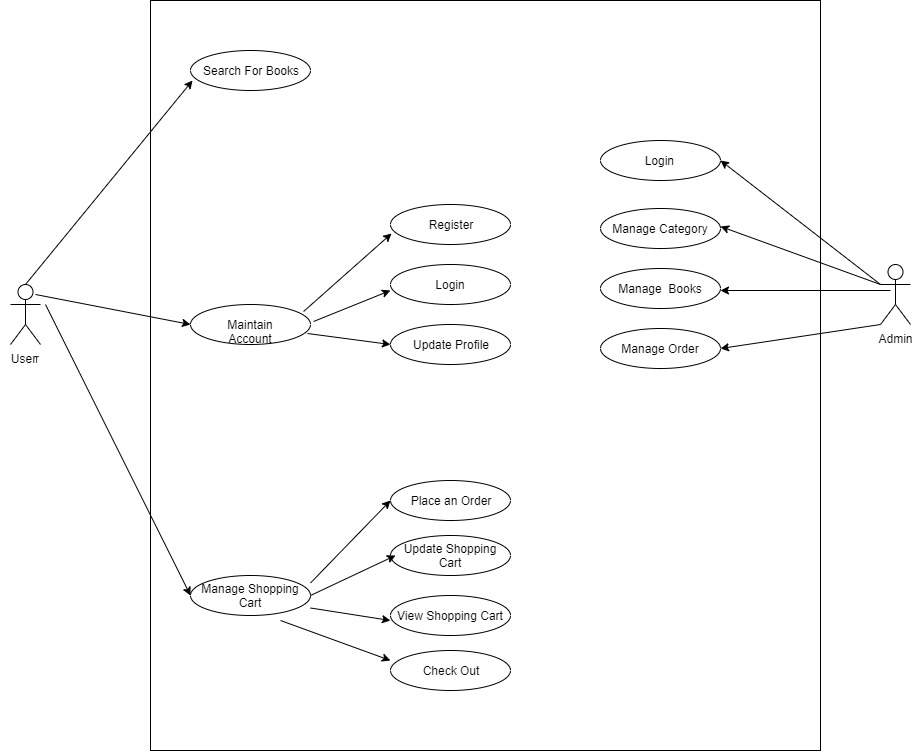 Search For Books
Login
Register
Manage Category
Login
Manage  Books
Maintain
Account
Update Profile
Manage Order
Userr
Admin
Place an Order
Update Shopping
Cart
Manage Shopping
Cart
View Shopping Cart
Check Out